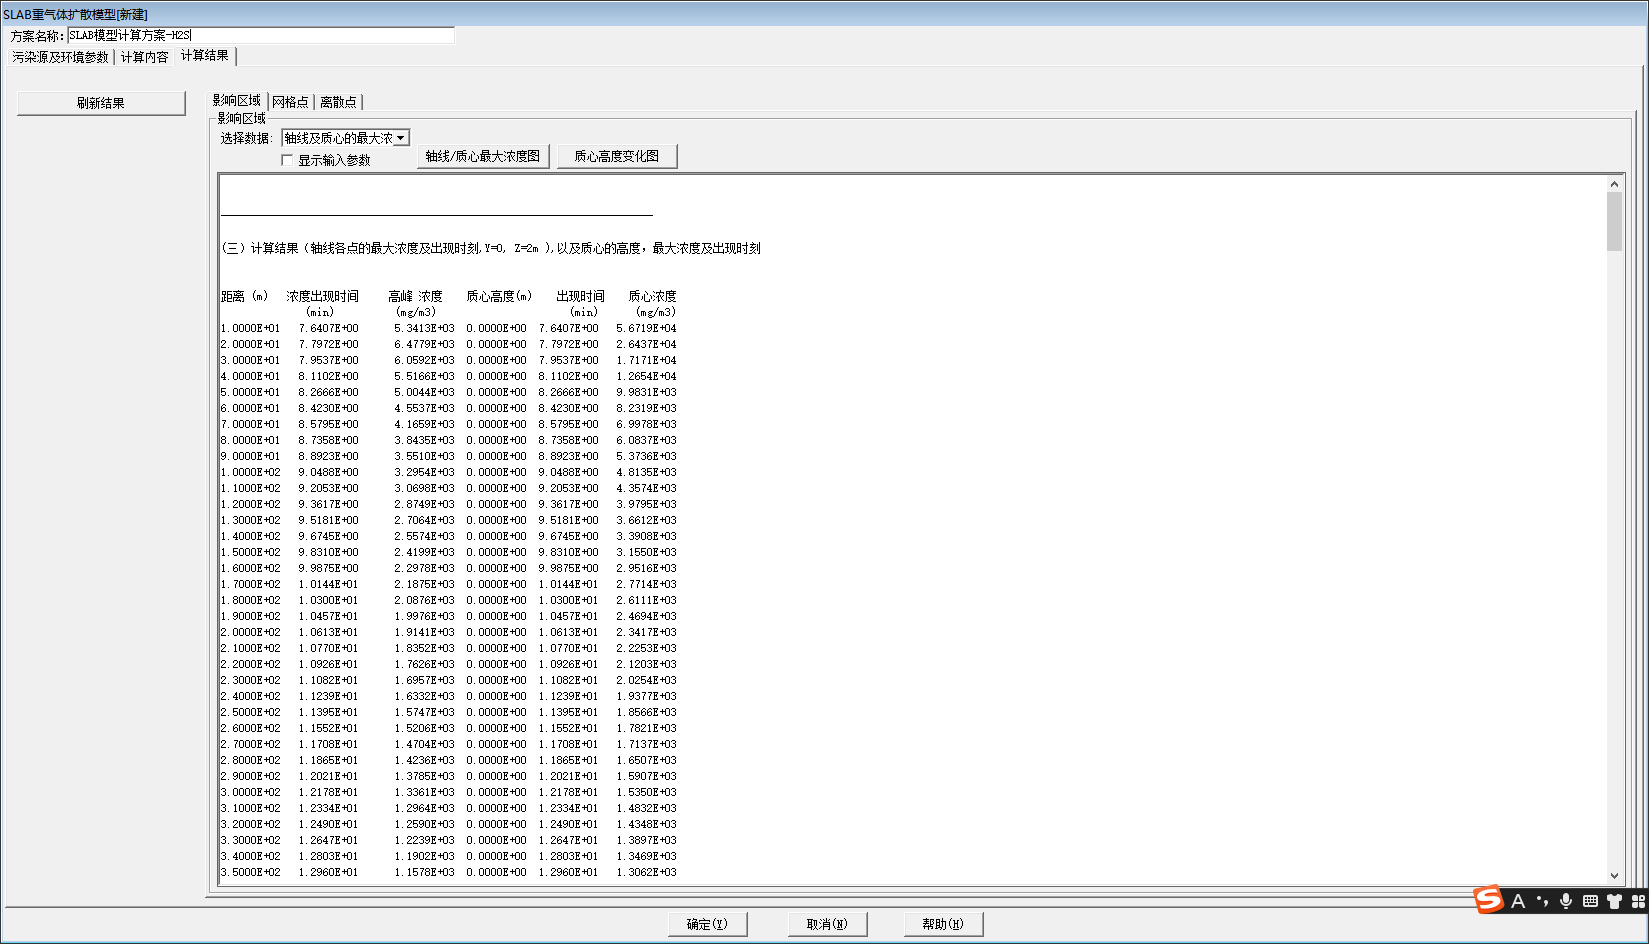 SLAB重气体扩散模型[新建]
方案名称: SLAB模型计算方案-H2S
污染源及环境参数 计算内容 计算结果
刷新结果
影响区域 网格点 离散点
影响区域
选择数据: 轴线及质心的最大浓
显示输入参数 轴线/质心最大浓度图 质心高度变化图
(三) 计算结果 (轴线各点的最大浓度及出现时刻,Y=0, Z=2m ),以及质心的高度, 最大浓度及出现时刻
距离 (m) 浓度出现时间 高峰 浓度 质心高度(m) 出现时间 质心浓度
(min) (mg/m3) (min) (mg/m3)
1.0000E+01 7.6407E+00 5.3413E+03 0.0000E+00 7.6407E+00 5.6719E+04
2.0000E+01 7.7972E+00 6.4779E+03 0.0000E+00 7.7972E+00 2.6437E+04
3.0000E+01 7.9537E+00 6.0592E+03 0.0000E+00 7.9537E+00 1.7171E+04
4.0000E+01 8.1102E+00 5.5166E+03 0.0000E+00 8.1102E+00 1.2654E+04
5.0000E+01 8.2666E+00 5.0044E+03 0.0000E+00 8.2666E+00 9.9831E+03
6.0000E+01 8.4230E+00 4.5537E+03 0.0000E+00 8.4230E+00 8.2319E+03
7.0000E+01 8.5795E+00 4.1659E+03 0.0000E+00 8.5795E+00 6.9978E+03
8.0000E+01 8.7358E+00 3.8435E+03 0.0000E+00 8.7358E+00 6.0837E+03
9.0000E+01 8.8923E+00 3.5510E+03 0.0000E+00 8.8923E+00 5.3736E+03
1.0000E+02 9.0488E+00 3.2954E+03 0.0000E+00 9.0488E+00 4.8135E+03
1.1000E+02 9.2053E+00 3.0698E+03 0.0000E+00 9.2053E+00 4.3574E+03
1.2000E+02 9.3617E+00 2.8749E+03 0.0000E+00 9.3617E+00 3.9795E+03
1.3000E+02 9.5181E+00 2.7064E+03 0.0000E+00 9.5181E+00 3.6612E+03
1.4000E+02 9.6745E+00 2.5574E+03 0.0000E+00 9.6745E+00 3.3908E+03
1.5000E+02 9.8310E+00 2.4199E+03 0.0000E+00 9.8310E+00 3.1550E+03
1.6000E+02 9.9875E+00 2.2978E+03 0.0000E+00 9.9875E+00 2.9516E+03
1.7000E+02 1.0144E+01 2.1875E+03 0.0000E+00 1.0144E+01 2.7714E+03
1.8000E+02 1.0300E+01 2.0876E+03 0.0000E+00 1.0300E+01 2.6111E+03
1.9000E+02 1.0457E+01 1.9976E+03 0.0000E+00 1.0457E+01 2.4694E+03
2.0000E+02 1.0613E+01 1.9141E+03 0.0000E+00 1.0613E+01 2.3417E+03
2.1000E+02 1.0770E+01 1.8352E+03 0.0000E+00 1.0770E+01 2.2253E+03
2.2000E+02 1.0926E+01 1.7626E+03 0.0000E+00 1.0926E+01 2.1203E+03
2.3000E+02 1.1082E+01 1.6957E+03 0.0000E+00 1.1082E+01 2.0254E+03
2.4000E+02 1.1239E+01 1.6332E+03 0.0000E+00 1.1239E+01 1.9377E+03
2.5000E+02 1.1395E+01 1.5747E+03 0.0000E+00 1.1395E+01 1.8566E+03
2.6000E+02 1.1552E+01 1.5206E+03 0.0000E+00 1.1552E+01 1.7821E+03
2.7000E+02 1.1708E+01 1.4704E+03 0.0000E+00 1.1708E+01 1.7137E+03
2.8000E+02 1.1865E+01 1.4236E+03 0.0000E+00 1.1865E+01 1.6507E+03
2.9000E+02 1.2021E+01 1.3785E+03 0.0000E+00 1.2021E+01 1.5907E+03
3.0000E+02 1.2178E+01 1.3361E+03 0.0000E+00 1.2178E+01 1.5350E+03
3.1000E+02 1.2334E+01 1.2964E+03 0.0000E+00 1.2334E+01 1.4832E+03
3.2000E+02 1.2490E+01 1.2590E+03 0.0000E+00 1.2490E+01 1.4348E+03
3.3000E+02 1.2647E+01 1.2239E+03 0.0000E+00 1.2647E+01 1.3897E+03
3.4000E+02 1.2803E+01 1.1902E+03 0.0000E+00 1.2803E+01 1.3469E+03
3.5000E+02 1.2960E+01 1.1578E+03 0.0000E+00 1.2960E+01 1.3062E+03
S A
确定(Y) 取消(N) 帮助(H)